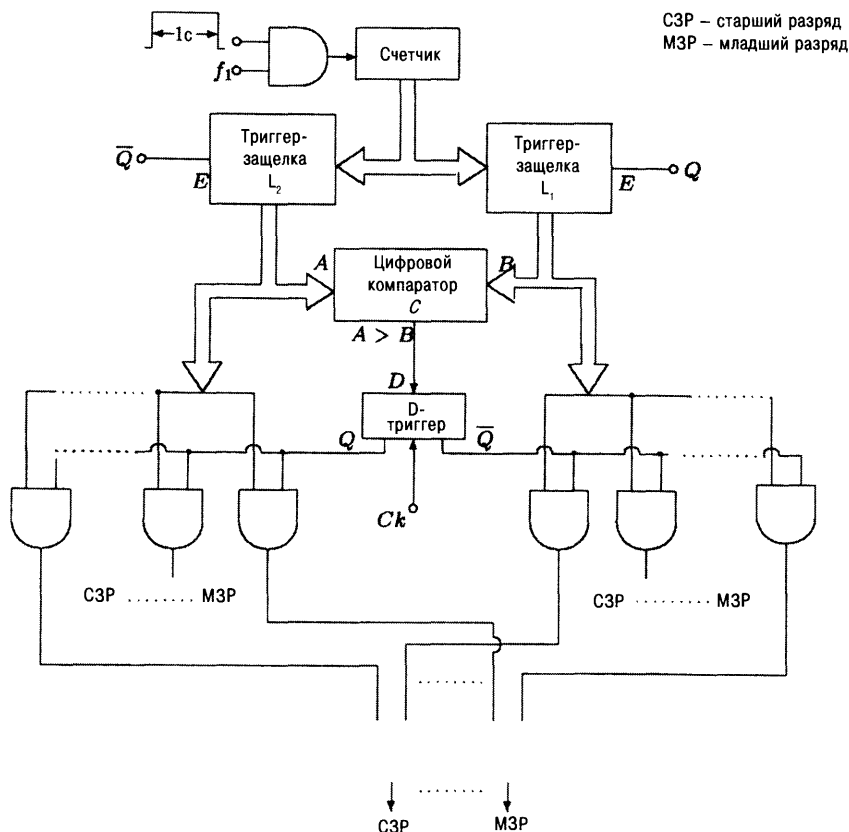 СЗР – старший разряд
МЗР – младший разряд
1с
f₁
Счетчик
Q̅
E
Триггер-
защелка
L₂
Триггер-
защелка
L₁
E
Q
A
Цифровой
компаратор
C
B
A > B
D
D-
триггер
Q
Q̅
Ck
СЗР ........ МЗР
СЗР ............ МЗР
СЗР
МЗР